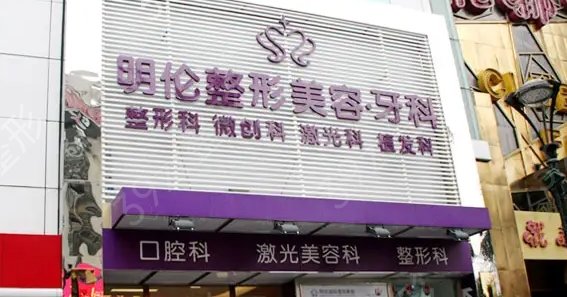 明伦整形美容·牙科
整形科 微创科 激光科 植发科
口腔科 激光美容科 整形科